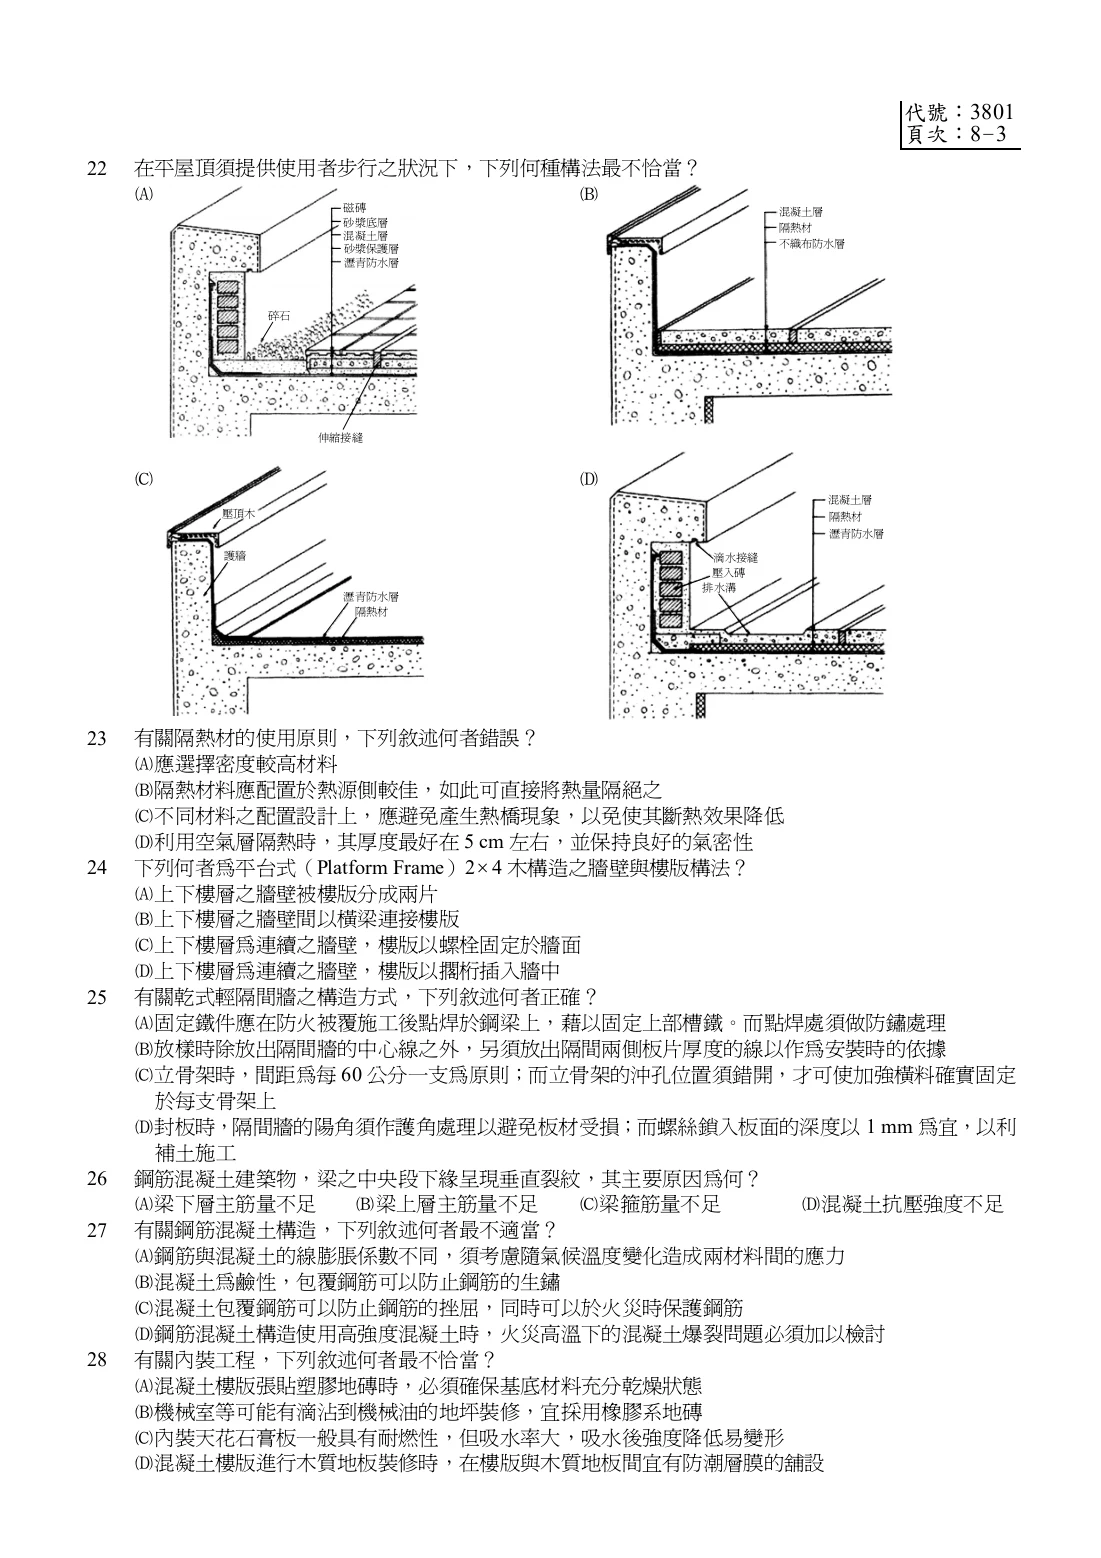 代號：3801
頁次：8－3
22 在平屋頂須提供使用者步行之狀況下，下列何種構法最不恰當？
(A)
磁磚
砂漿底層
混凝土層
砂漿保護層
瀝青防水層
碎石
伸縮接縫
(B)
混凝土層
隔熱材
不織布防水層
(C)
壓頂木
護牆
瀝青防水層
隔熱材
(D)
混凝土層
隔熱材
瀝青防水層
滴水接縫
壓入磚
排水溝
23 有關隔熱材的使用原則，下列敘述何者錯誤？
(A)應選擇密度較高材料
(B)隔熱材料應配置於熱源側較佳，如此可直接將熱量隔絕之
(C)不同材料之配置設計上，應避免產生熱橋現象，以免使其斷熱效果降低
(D)利用空氣層隔熱時，其厚度最好在 5 cm 左右，並保持良好的氣密性
24 下列何者為平台式（Platform Frame）2×4 木構造之牆壁與樓版構法？
(A)上下樓層之牆壁被樓版分成兩片
(B)上下樓層之牆壁間以橫梁連接樓版
(C)上下樓層為連續之牆壁，樓版以螺栓固定於牆面
(D)上下樓層為連續之牆壁，樓版以擱桁插入牆中
25 有關乾式輕隔間牆之構造方式，下列敘述何者正確？
(A)固定鐵件應在防火被覆施工後點焊於鋼梁上，藉以固定上部槽鐵。而點焊處須做防鏽處理
(B)放樣時除放出隔間牆的中心線之外，另須放出隔間兩側板片厚度的線以作為安裝時的依據
(C)立骨架時，間距為每 60 公分一支為原則；而立骨架的沖孔位置須錯開，才可使加強橫料確實固定
於每支骨架上
(D)封板時，隔間牆的陽角須作護角處理以避免板材受損；而螺絲鎖入板面的深度以 1 mm 為宜，以利
補土施工
26 鋼筋混凝土建築物，梁之中央段下緣呈現垂直裂紋，其主要原因為何？
(A)梁下層主筋量不足 (B)梁上層主筋量不足 (C)梁箍筋量不足 (D)混凝土抗壓強度不足
27 有關鋼筋混凝土構造，下列敘述何者最不適當？
(A)鋼筋與混凝土的線膨脹係數不同，須考慮隨氣候溫度變化造成兩材料間的應力
(B)混凝土為鹼性，包覆鋼筋可以防止鋼筋的生鏽
(C)混凝土包覆鋼筋可以防止鋼筋的挫屈，同時可以於火災時保護鋼筋
(D)鋼筋混凝土構造使用高強度混凝土時，火災高溫下的混凝土爆裂問題必須加以檢討
28 有關內裝工程，下列敘述何者最不恰當？
(A)混凝土樓版張貼塑膠地磚時，必須確保基底材料充分乾燥狀態
(B)機械室等可能有滴沾到機械油的地坪裝修，宜採用橡膠系地磚
(C)內裝天花石膏板一般具有耐燃性，但吸水率大，吸水後強度降低易變形
(D)混凝土樓版進行木質地板裝修時，在樓版與木質地板間宜有防潮層膜的舖設